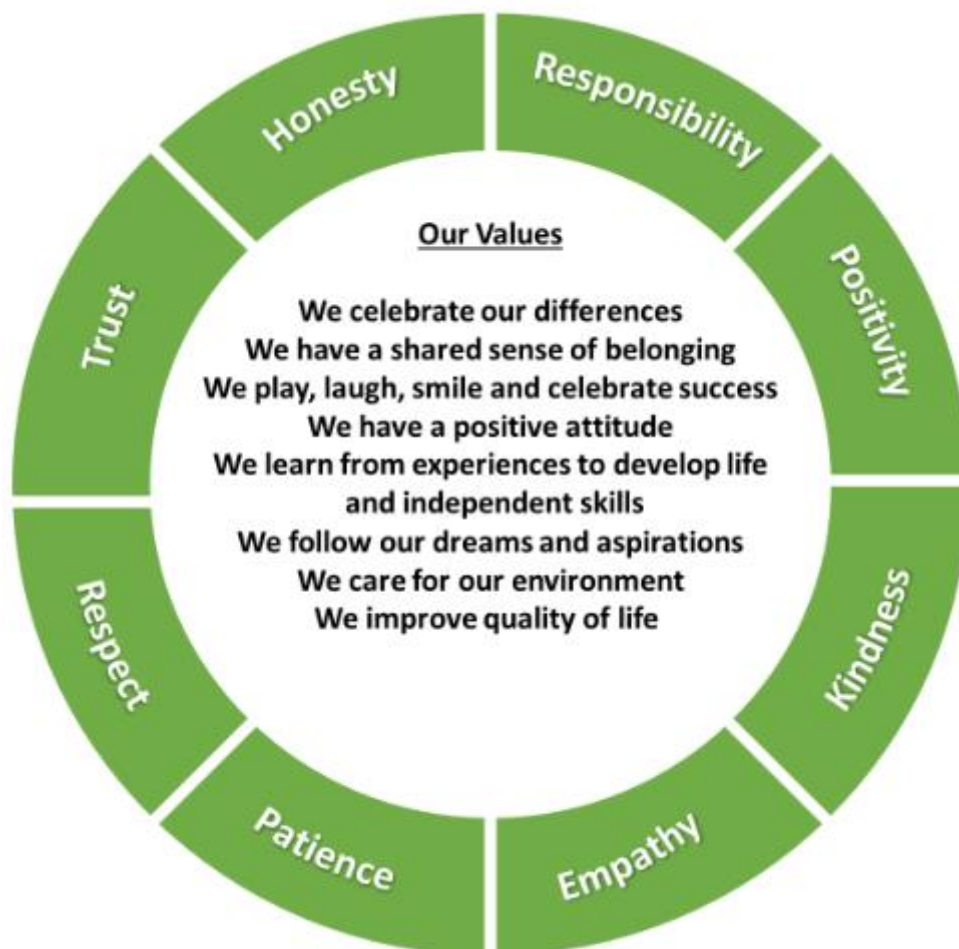 Honesty
Responsibility
Positivity
Kindness
Empathy
Patience
Respect
Trust
Our Values
We celebrate our differences
We have a shared sense of belonging
We play, laugh, smile and celebrate success
We have a positive attitude
We learn from experiences to develop life
and independent skills
We follow our dreams and aspirations
We care for our environment
We improve quality of life